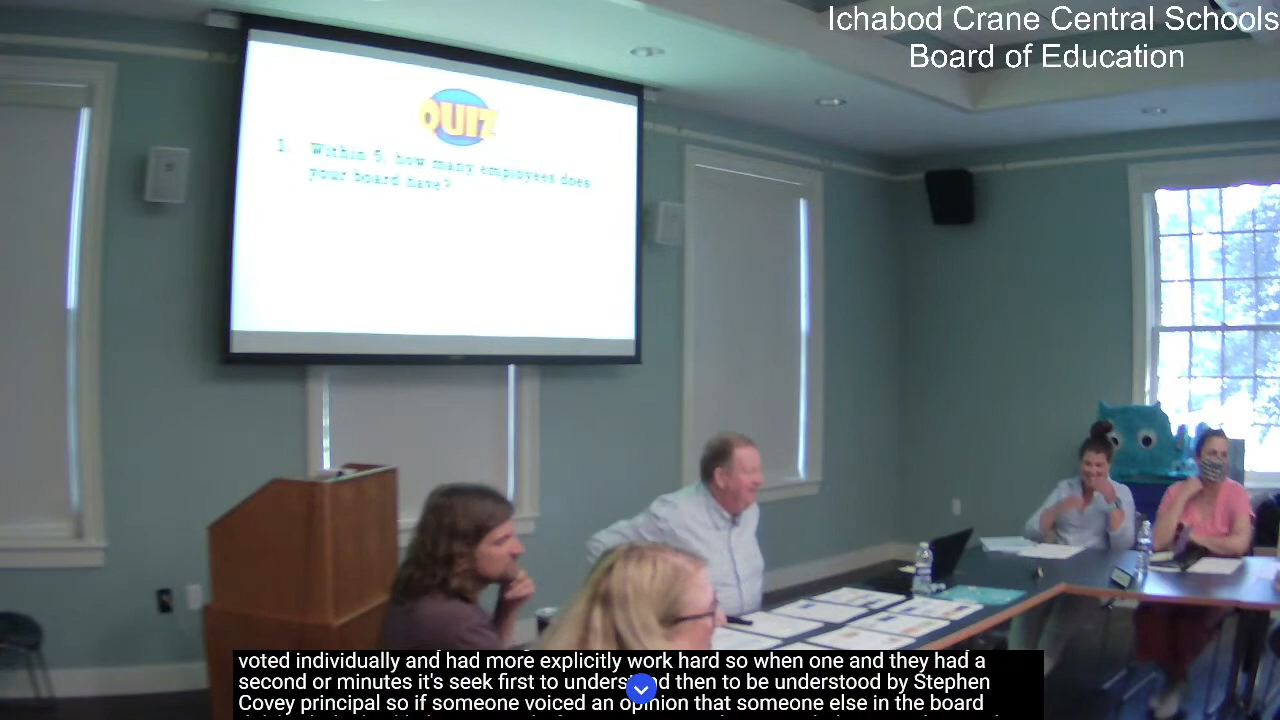 Ichabod Crane Central Schools
Board of Education
QUIZ
Within 5, how many employees does
your board have?
voted individually and had more explicitly work hard so when one and they had a
second or minutes it's seek first to understand then to be understood by Stephen
Covey principal so if someone voiced an opinion that someone else in the board